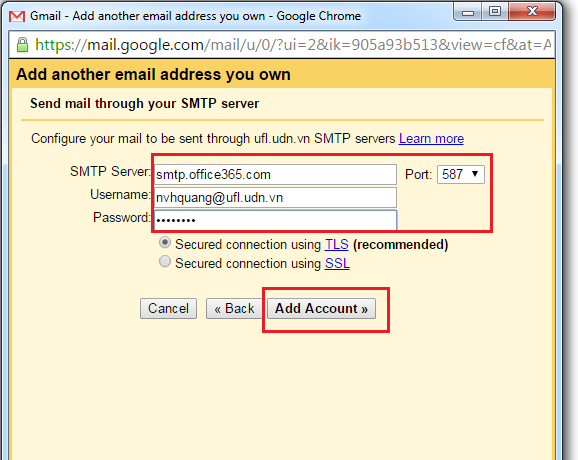 Gmail - Add another email address you own - Google Chrome
https://mail.google.com/mail/u/0/?ui=2&ik=905a93b513&view=cf&at=A
Add another email address you own
Send mail through your SMTP server
Configure your mail to be sent through ufl.udn.vn SMTP servers Learn more
SMTP Server: smtp.office365.com Port: 587
Username: nvhquang@ufl.udn.vn
Password: ••••••••
Secured connection using TLS (recommended)
Secured connection using SSL
Cancel « Back Add Account »